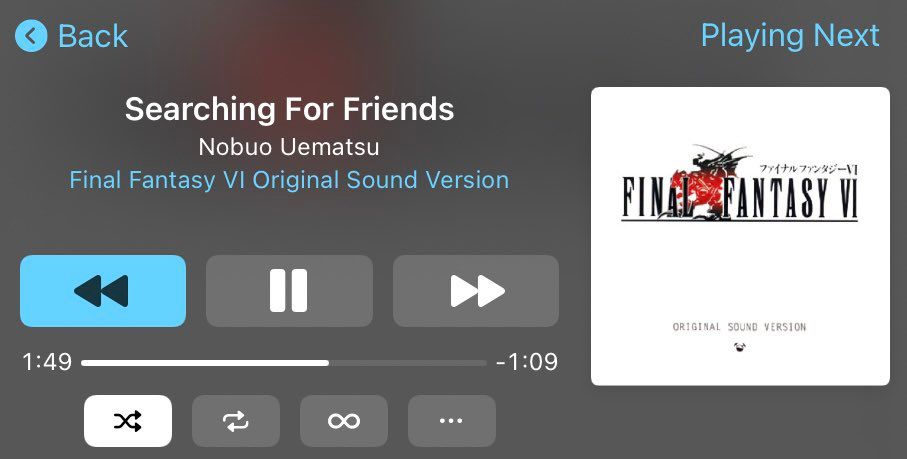 Back
Playing Next
Searching For Friends
Nobuo Uematsu
Final Fantasy VI Original Sound Version
1:49
-1:09
ファイナルファンタジーVI
FINAL FANTASY VI
ORIGINAL SOUND VERSION